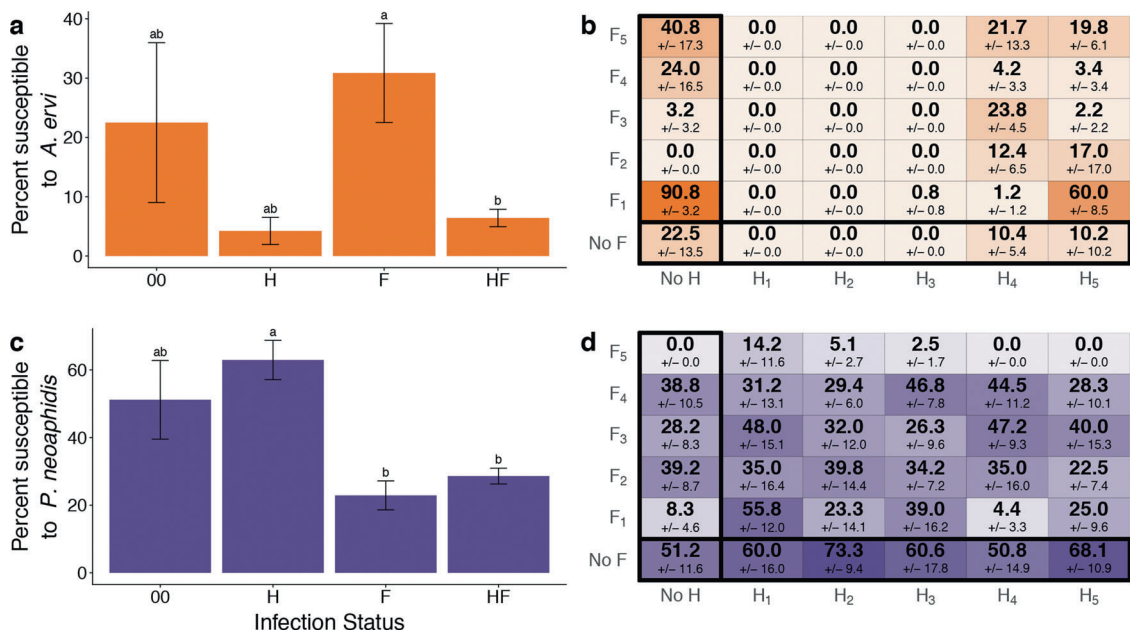 a
Percent susceptible
to A. ervi
40
30
20
10
0
ab
ab
a
b
00
H
F
HF
b
F5 40.8 0.0 0.0 0.0 21.7 19.8
+/− 17.3 +/− 0.0 +/− 0.0 +/− 0.0 +/− 13.3 +/− 6.1
F4 24.0 0.0 0.0 0.0 4.2 3.4
+/− 16.5 +/− 0.0 +/− 0.0 +/− 0.0 +/− 3.3 +/− 3.4
F3 3.2 0.0 0.0 0.0 23.8 2.2
+/− 3.2 +/− 0.0 +/− 0.0 +/− 0.0 +/− 4.5 +/− 2.2
F2 0.0 0.0 0.0 0.0 12.4 17.0
+/− 0.0 +/− 0.0 +/− 0.0 +/− 0.0 +/− 6.5 +/− 17.0
F1 90.8 0.0 0.0 0.8 1.2 60.0
+/− 3.2 +/− 0.0 +/− 0.0 +/− 0.8 +/− 1.2 +/− 8.5
No F 22.5 0.0 0.0 0.0 10.4 10.2
+/− 13.5 +/− 0.0 +/− 0.0 +/− 0.0 +/− 5.4 +/− 10.2
No H H1 H2 H3 H4 H5
c
Percent susceptible
to P. neoaphidis
60
40
20
0
ab
a
b
b
00
H
F
HF
Infection Status
d
F5 0.0 14.2 5.1 2.5 0.0 0.0
+/− 0.0 +/− 11.6 +/− 2.7 +/− 1.7 +/− 0.0 +/− 0.0
F4 38.8 31.2 29.4 46.8 44.5 28.3
+/− 10.5 +/− 13.1 +/− 6.0 +/− 7.8 +/− 11.2 +/− 10.1
F3 28.2 48.0 32.0 26.3 47.2 40.0
+/− 8.3 +/− 15.1 +/− 12.0 +/− 9.6 +/− 9.3 +/− 15.3
F2 39.2 35.0 39.8 34.2 35.0 22.5
+/− 8.7 +/− 16.4 +/− 14.4 +/− 7.2 +/− 16.0 +/− 7.4
F1 8.3 55.8 23.3 39.0 4.4 25.0
+/− 4.6 +/− 12.0 +/− 14.1 +/− 16.2 +/− 3.3 +/− 9.6
No F 51.2 60.0 73.3 60.6 50.8 68.1
+/− 11.6 +/− 16.0 +/− 9.4 +/− 17.8 +/− 14.9 +/− 10.9
No H H1 H2 H3 H4 H5